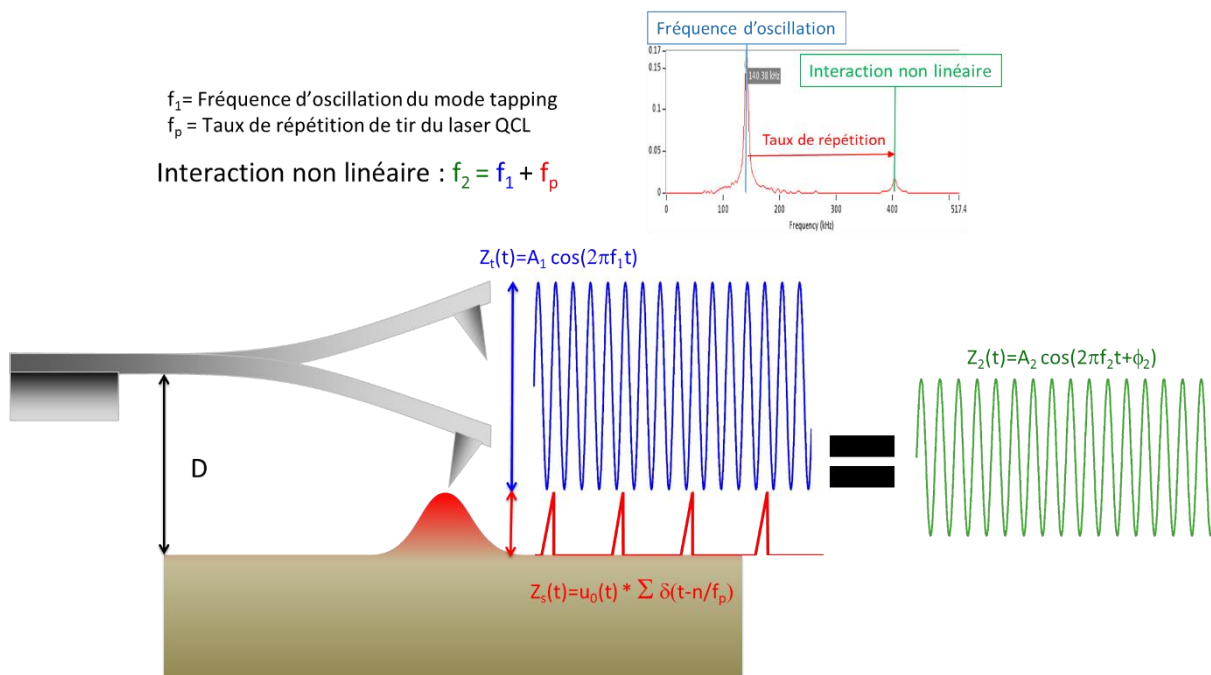 Fréquence d'oscillation
Interaction non linéaire
140.38 kHz
Taux de répétition
0.17
0.15
0.1
0.05
0
0 100 200 300 400 517.4
Frequency (kHz)
f₁= Fréquence d'oscillation du mode tapping
fₚ = Taux de répétition de tir du laser QCL
Interaction non linéaire : f₂ = f₁ + fₚ
Zₜ(t)=A₁ cos(2πf₁t)
Z₂(t)=A₂ cos(2πf₂t+ϕ₂)
D
Zₛ(t)=u₀(t) * Σ δ(t-n/fₚ)